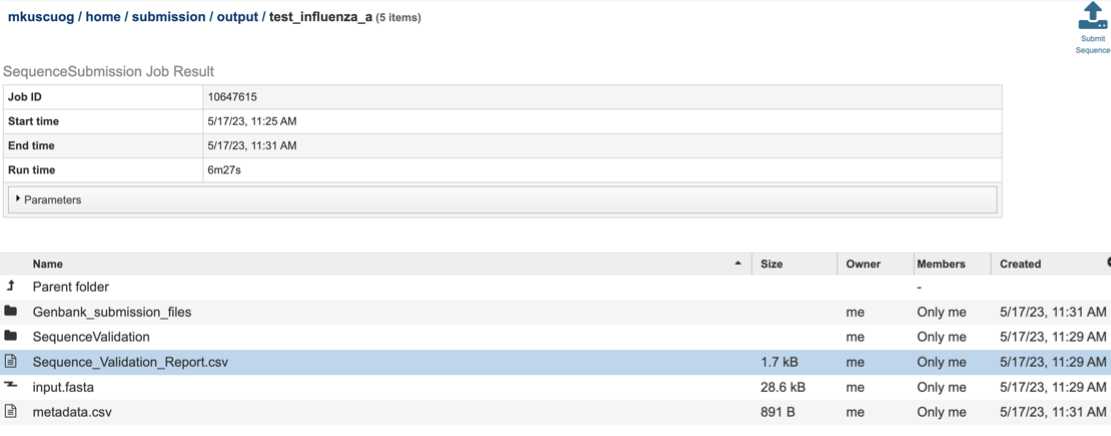 mkuscuog / home / submission / output / test_influenza_a (5 items)
Submit
Sequence
SequenceSubmission Job Result
Job ID 10647615
Start time 5/17/23, 11:25 AM
End time 5/17/23, 11:31 AM
Run time 6m27s
Parameters
Name Size Owner Members Created
Parent folder -
Genbank_submission_files me Only me 5/17/23, 11:31 AM
SequenceValidation me Only me 5/17/23, 11:29 AM
Sequence_Validation_Report.csv 1.7 kB me Only me 5/17/23, 11:29 AM
input.fasta 28.6 kB me Only me 5/17/23, 11:29 AM
metadata.csv 891 B me Only me 5/17/23, 11:31 AM